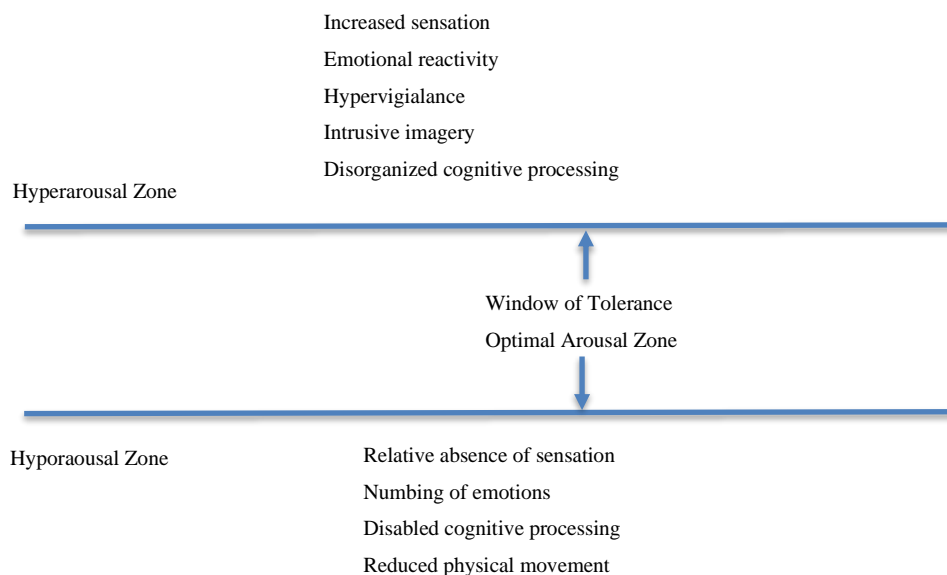 Increased sensation
Emotional reactivity
Hypervigialance
Intrusive imagery
Disorganized cognitive processing
Hyperarousal Zone
Window of Tolerance
Optimal Arousal Zone
Hyporaousal Zone
Relative absence of sensation
Numbing of emotions
Disabled cognitive processing
Reduced physical movement